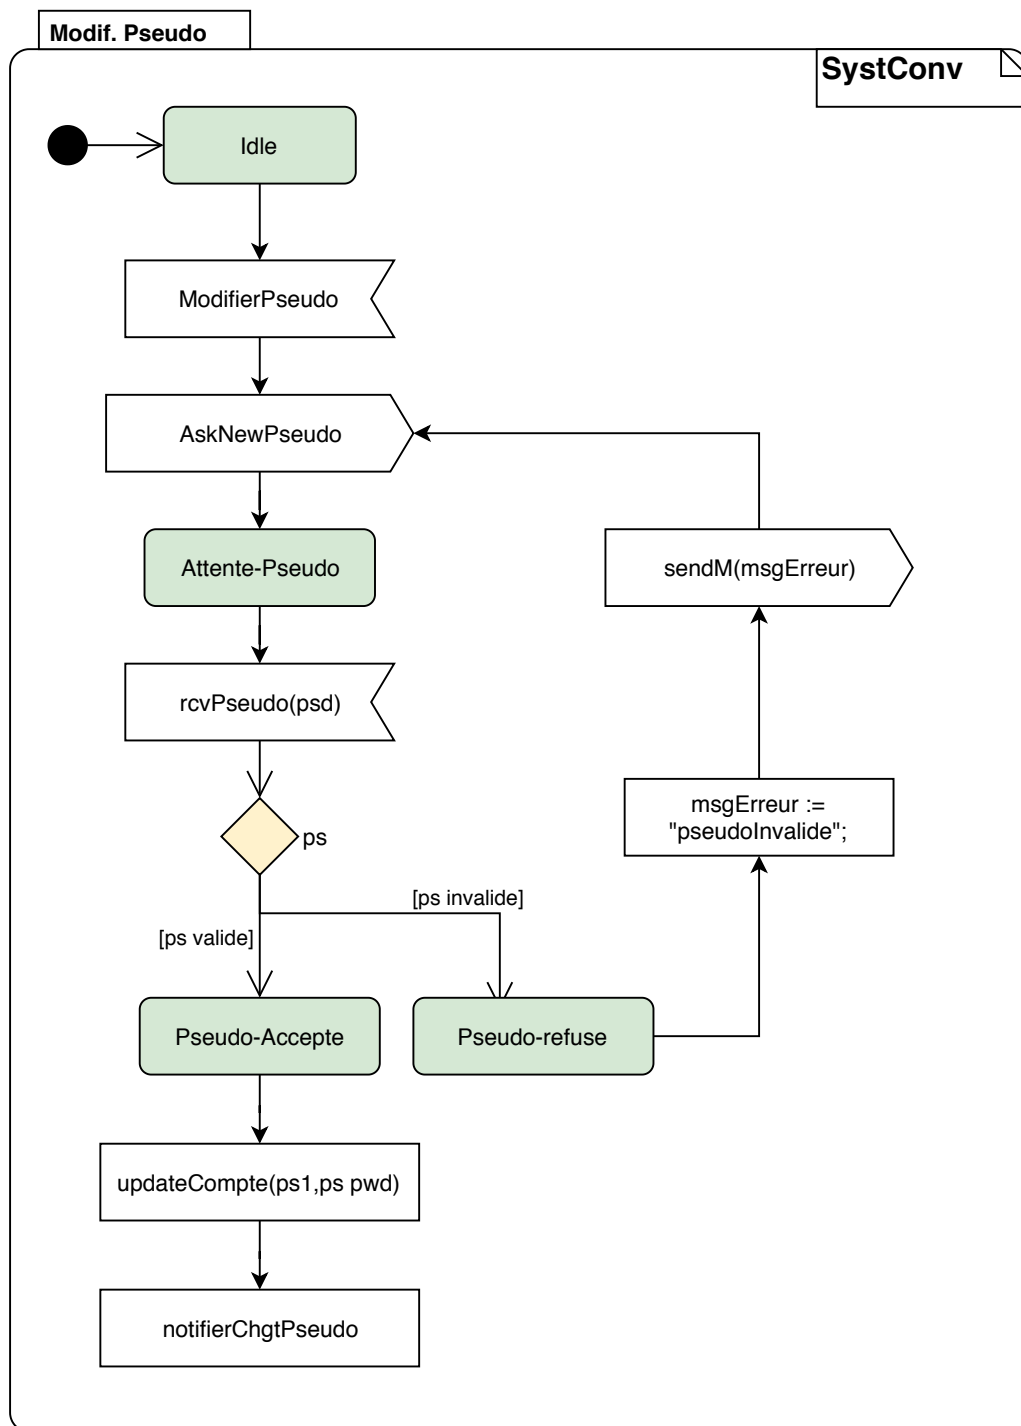 Modif. Pseudo
SystConv
Idle
ModifierPseudo
AskNewPseudo
Attente-Pseudo
sendM(msgErreur)
rcvPseudo(psd)
msgErreur :=
"pseudoInvalide";
ps
[ps invalide]
[ps valide]
Pseudo-Accepte
Pseudo-refuse
updateCompte(ps1,ps pwd)
notifierChgtPseudo